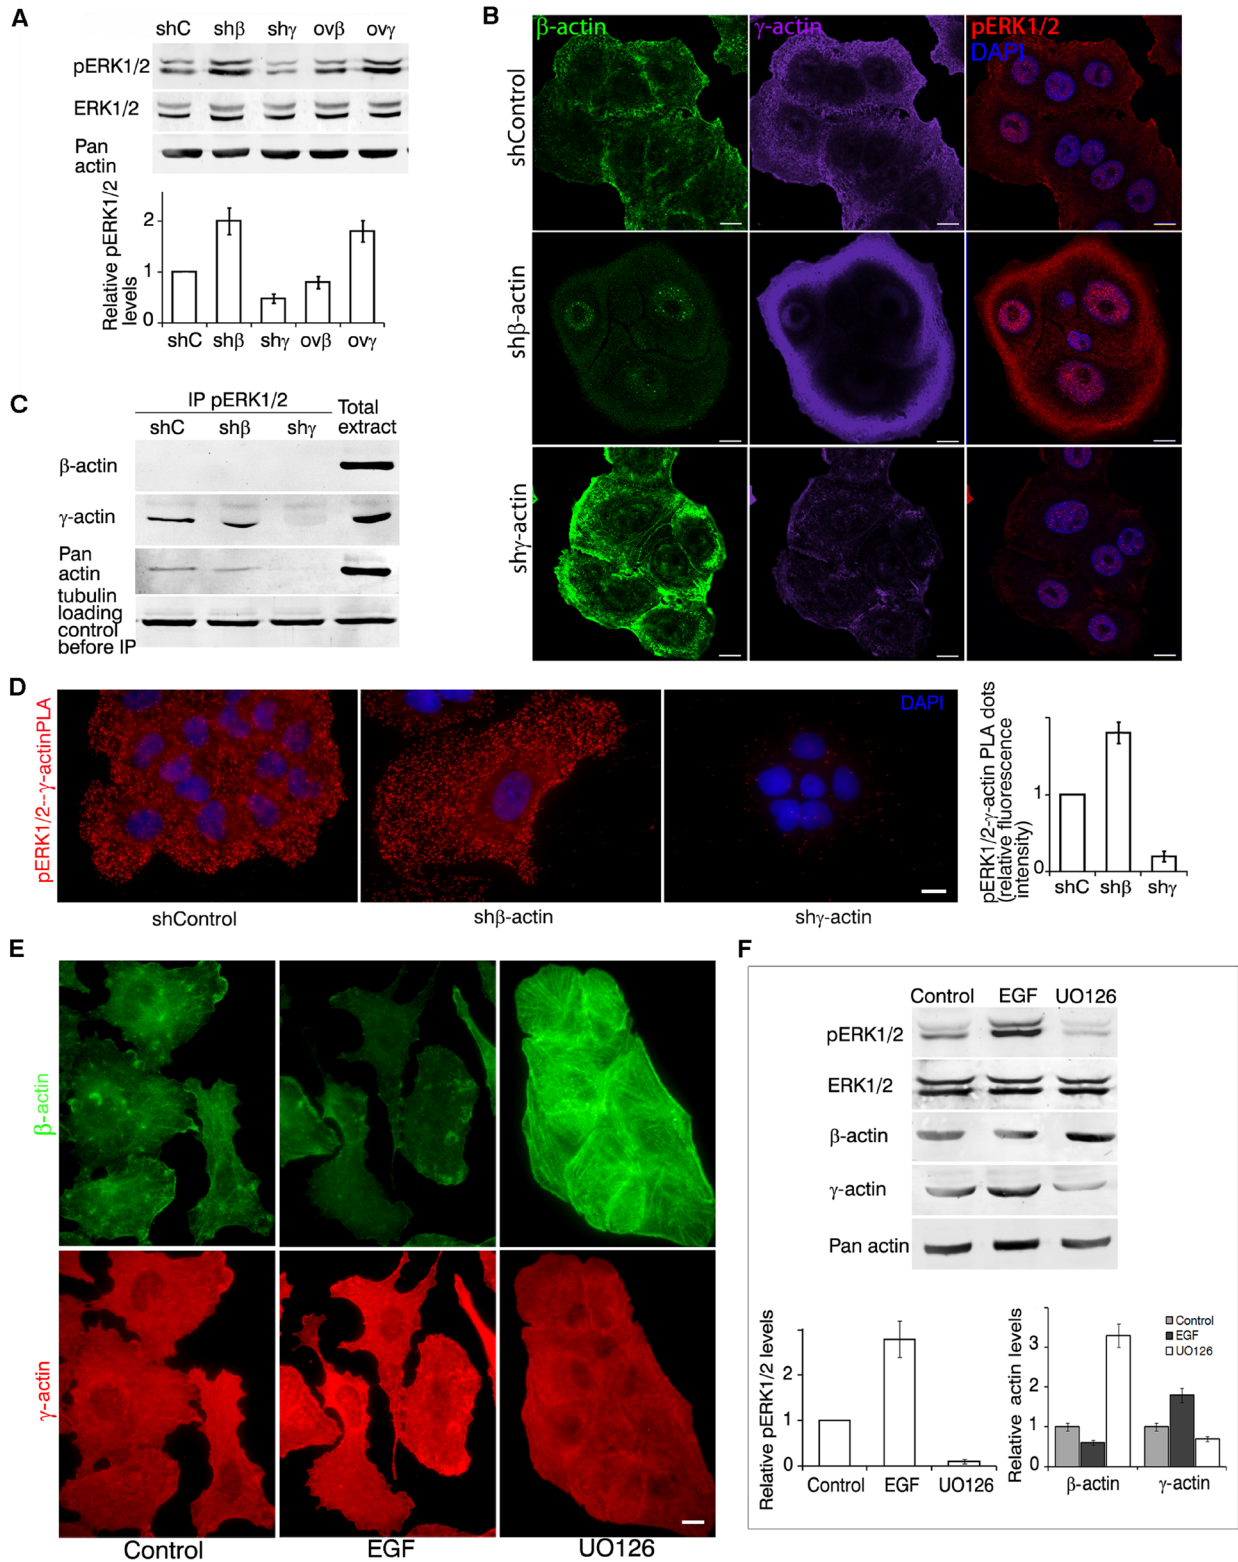 A
shC shβ shγ ovβ ovγ
pERK1/2
ERK1/2
Pan
actin
Relative pERK1/2
levels
2
1
0
shC shβ shγ ovβ ovγ
B
β-actin
γ-actin
pERK1/2
DAPI
shControl
shβ-actin
shγ-actin
C
IP pERK1/2
Total
extract
shC shβ shγ
β-actin
γ-actin
Pan
actin
tubulin
loading
control
before IP
D
pERK1/2--γ-actinPLA
DAPI
shControl
shβ-actin
shγ-actin
pERK1/2-γ-actin PLA dots
(relative fluorescence
intensity)
1
0
shC shβ shγ
E
β-actin
γ-actin
Control
EGF
UO126
F
Control EGF UO126
pERK1/2
ERK1/2
β-actin
γ-actin
Pan actin
Relative pERK1/2 levels
2
1
0
Control EGF UO126
Relative actin levels
3
2
1
0
Control
EGF
UO126
β-actin γ-actin